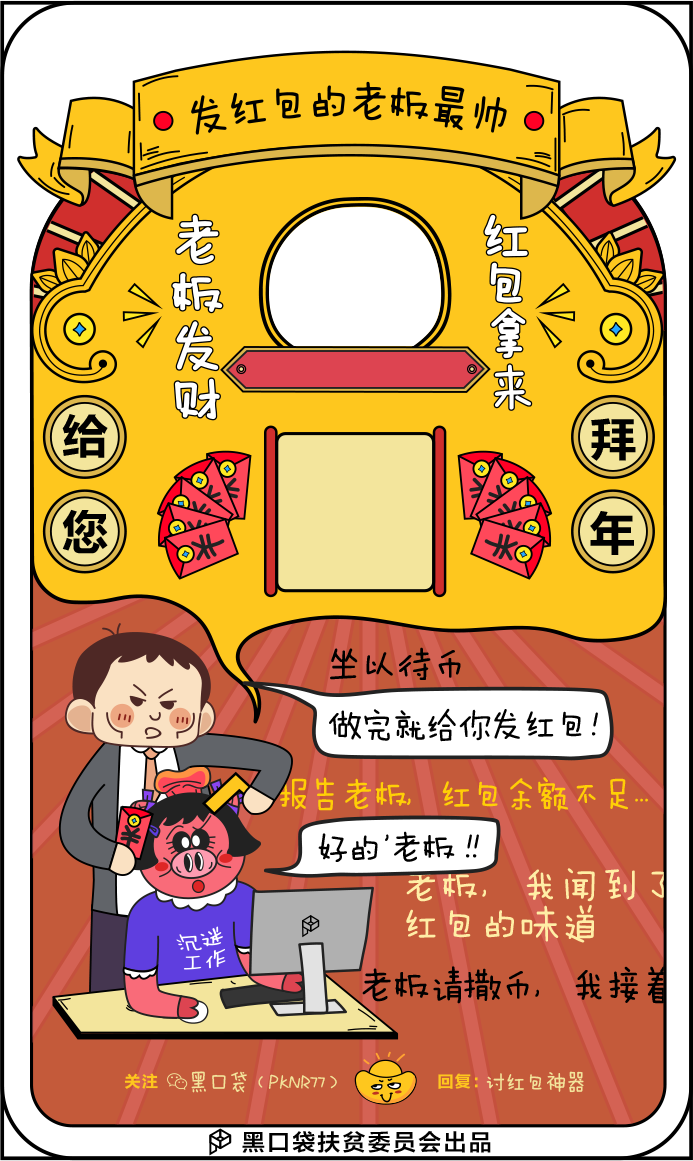 发红包的老板最帅
老板发财
红包拿来
给您
拜年
坐以待币
做完就给你发红包!
报告老板, 红包余额不足...
好的'老板!!
老板, 我闻到了
红包的味道
沉迷
工作
老板请撒币, 我接着
关注 黑口袋(PKNR77) 回复: 讨红包神器
黑口袋扶贫委员会出品